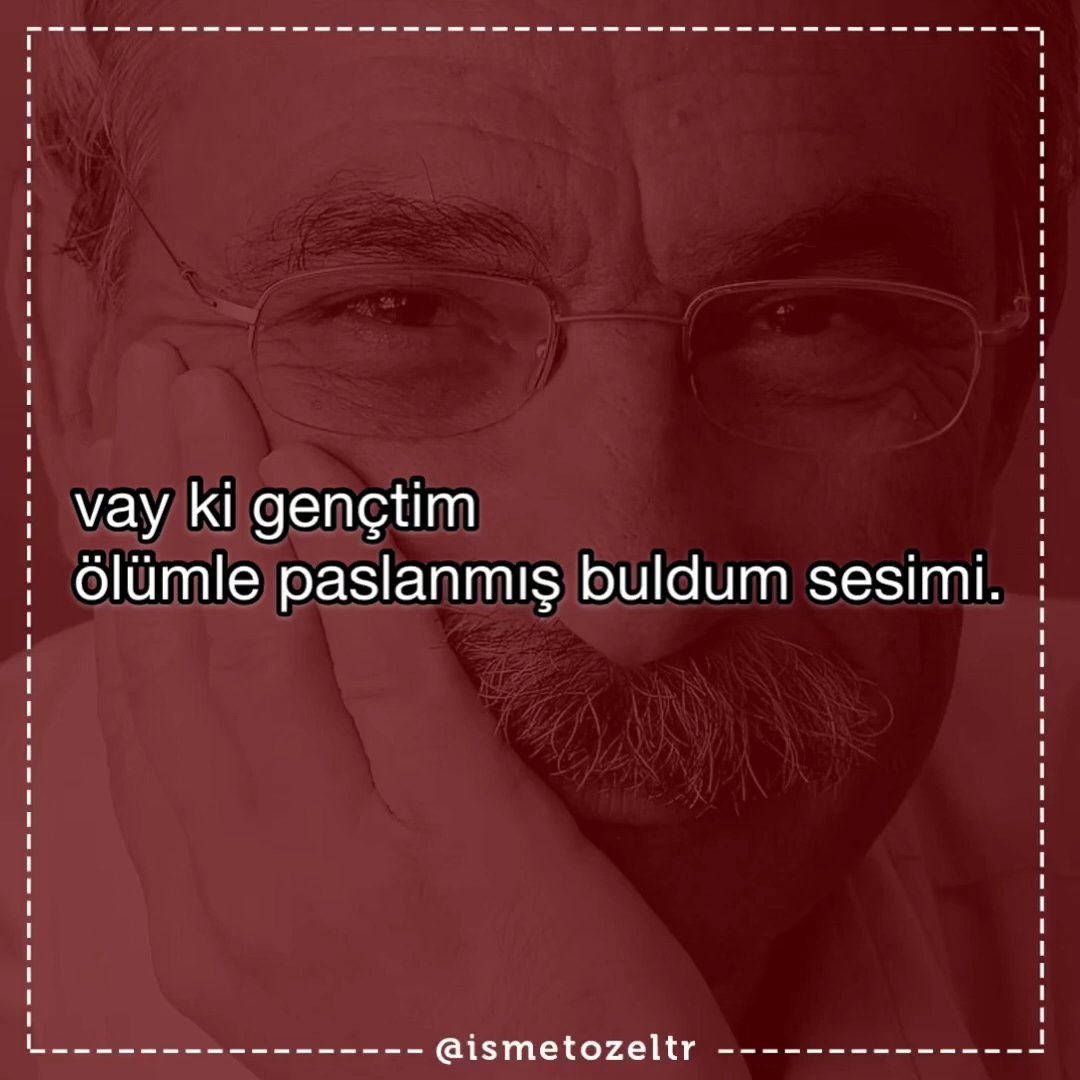 vay ki gençtim
ölümle paslanmış buldum sesimi.
@ismetozeltr